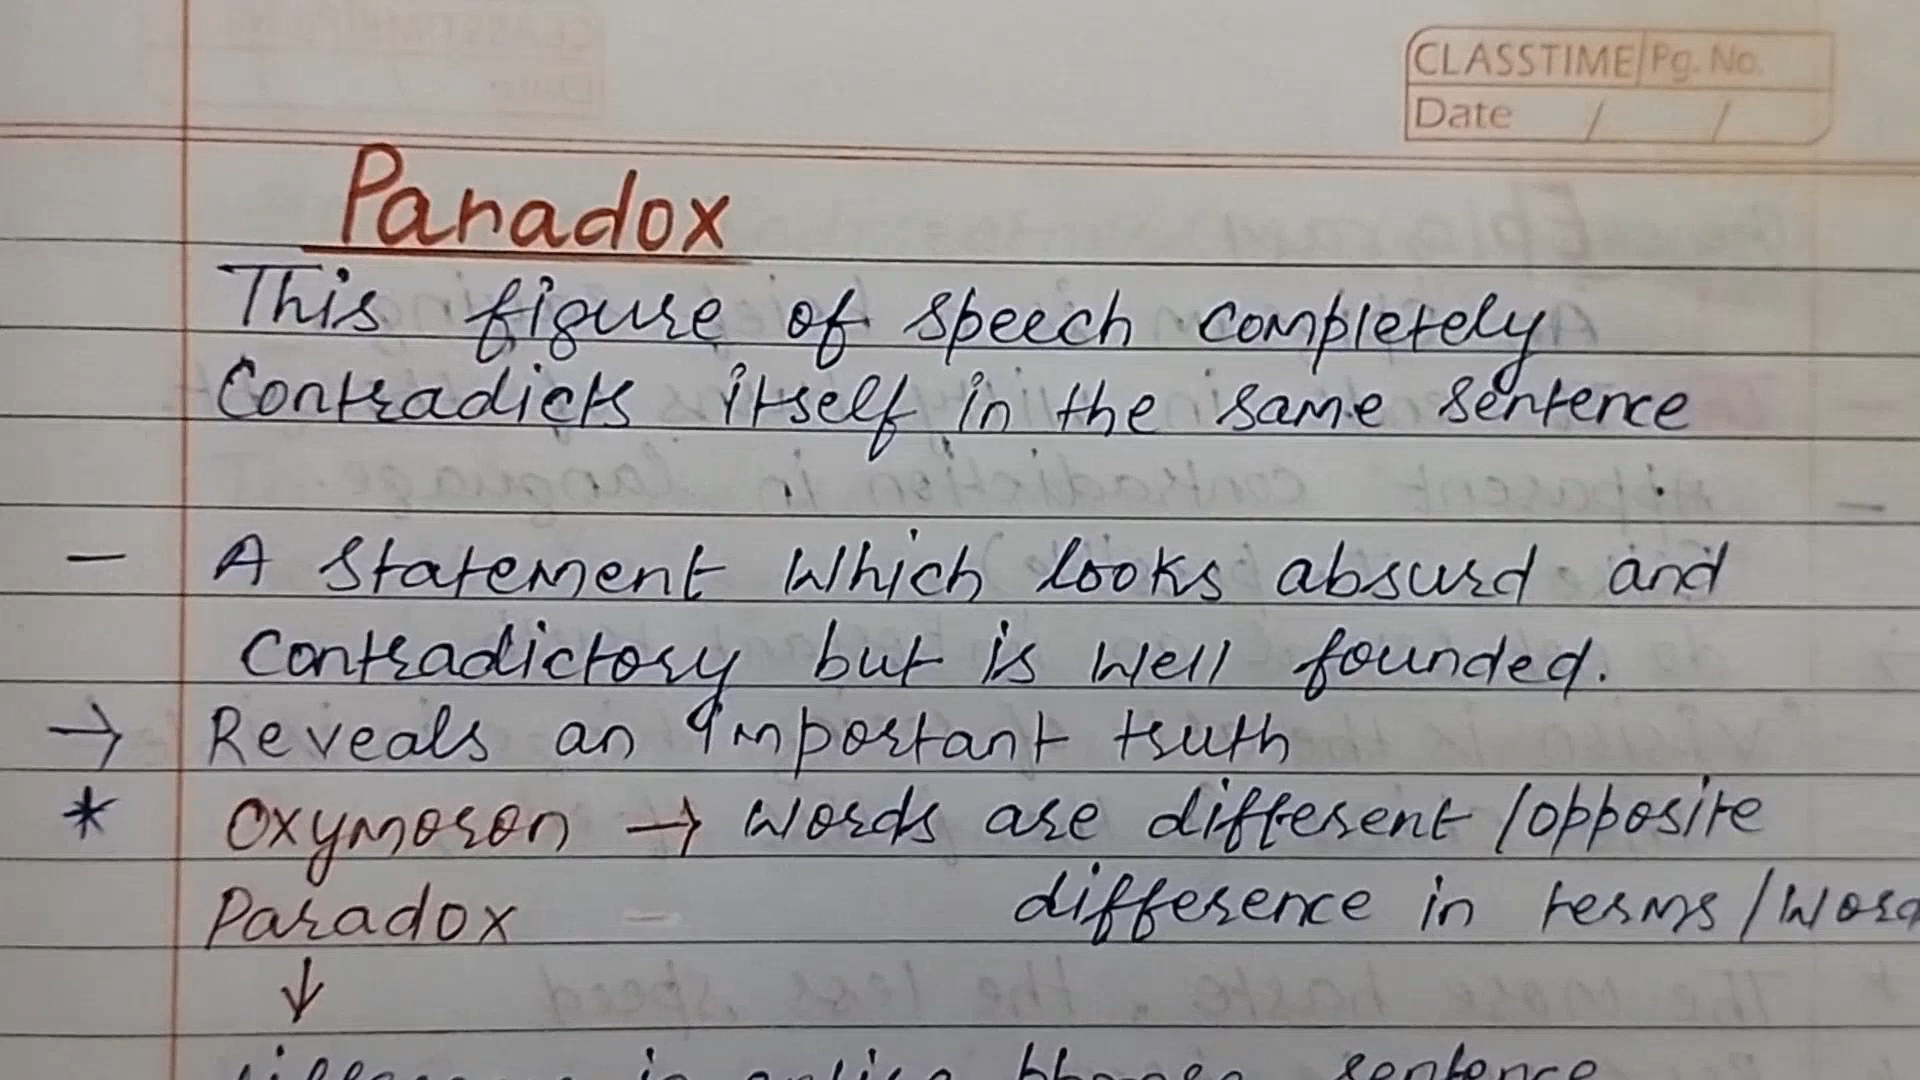 CLASSTIME Pg. No.
Date / /
Paradox
This figure of speech completely
Contradicts itself in the same sentence
- A statement which looks absurd and
Contradictory but is well founded.
→ Reveals an important truth
* Oxymoron → words are different /opposite
Paradox difference in terms/
↓
in sentence